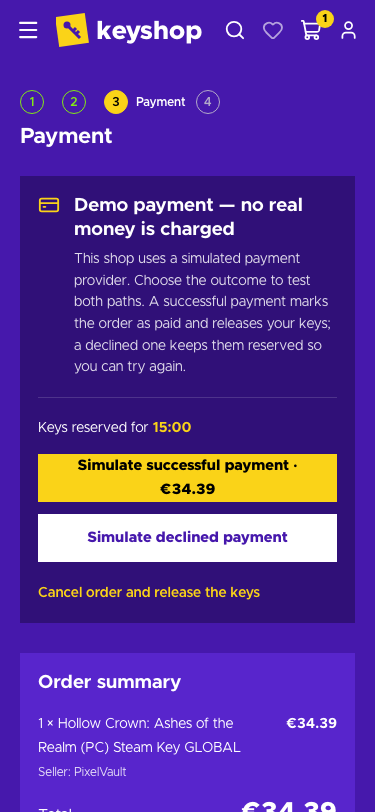 keyshop
1
1
2
3
Payment
4
Payment
Demo payment — no real
money is charged
This shop uses a simulated payment
provider. Choose the outcome to test
both paths. A successful payment marks
the order as paid and releases your keys;
a declined one keeps them reserved so
you can try again.
Keys reserved for 15:00
Simulate successful payment ·
€34.39
Simulate declined payment
Cancel order and release the keys
Order summary
1 × Hollow Crown: Ashes of the €34.39
Realm (PC) Steam Key GLOBAL
Seller: PixelVault
Total €34.39